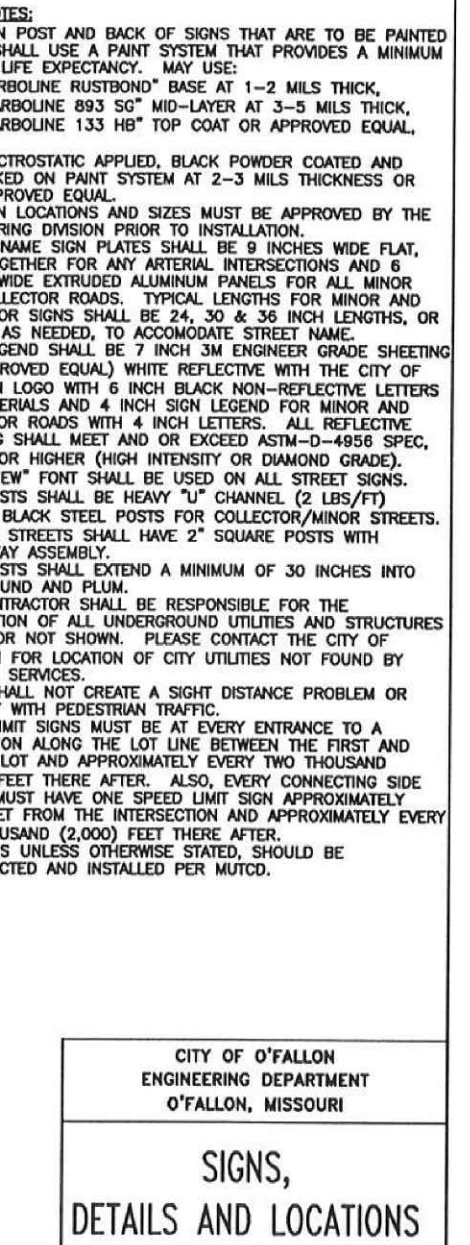 TES:
N POST AND BACK OF SIGNS THAT ARE TO BE PAINTED
SHALL USE A PAINT SYSTEM THAT PROVIDES A MINIMUM
LIFE EXPECTANCY. MAY USE:
RBOLINE RUSTBOND" BASE AT 1-2 MILS THICK,
ARBOLINE 893 SG" MID-LAYER AT 3-5 MILS THICK,
ARBOLINE 133 HB" TOP COAT OR APPROVED EQUAL,
CTROSTATIC APPLIED, BLACK POWDER COATED AND
KED ON PAINT SYSTEM AT 2-3 MILS THICKNESS OR
PROVED EQUAL.
N LOCATIONS AND SIZES MUST BE APPROVED BY THE
RING DIVISION PRIOR TO INSTALLATION.
NAME SIGN PLATES SHALL BE 9 INCHES WIDE FLAT,
GETHER FOR ANY ARTERIAL INTERSECTIONS AND 6
WIDE EXTRUDED ALUMINUM PANELS FOR ALL MINOR
LLECTOR ROADS. TYPICAL LENGTHS FOR MINOR AND
OR SIGNS SHALL BE 24, 30 & 36 INCH LENGTHS, OR
AS NEEDED, TO ACCOMODATE STREET NAME.
GEND SHALL BE 7 INCH 3M ENGINEER GRADE SHEETING
ROVED EQUAL) WHITE REFLECTIVE WITH THE CITY OF
N LOGO WITH 6 INCH BLACK NON-REFLECTIVE LETTERS
ERIALS AND 4 INCH SIGN LEGEND FOR MINOR AND
OR ROADS WITH 4 INCH LETTERS. ALL REFLECTIVE
G SHALL MEET AND OR EXCEED ASTM-D-4956 SPEC,
OR HIGHER (HIGH INTENSITY OR DIAMOND GRADE).
EW" FONT SHALL BE USED ON ALL STREET SIGNS.
STS SHALL BE HEAVY "U" CHANNEL (2 LBS/FT)
BLACK STEEL POSTS FOR COLLECTOR/MINOR STREETS.
STREETS SHALL HAVE 2" SQUARE POSTS WITH
AY ASSEMBLY.
STS SHALL EXTEND A MINIMUM OF 30 INCHES INTO
UND AND PLUM.
NTRACTOR SHALL BE RESPONSIBLE FOR THE
TION OF ALL UNDERGROUND UTILITIES AND STRUCTURES
OR NOT SHOWN. PLEASE CONTACT THE CITY OF
N FOR LOCATION OF CITY UTILITIES NOT FOUND BY
SERVICES.
HALL NOT CREATE A SIGHT DISTANCE PROBLEM OR
WITH PEDESTRIAN TRAFFIC.
IMIT SIGNS MUST BE AT EVERY ENTRANCE TO A
ION ALONG THE LOT LINE BETWEEN THE FIRST AND
LOT AND APPROXIMATELY EVERY TWO THOUSAND
FEET THERE AFTER. ALSO, EVERY CONNECTING SIDE
MUST HAVE ONE SPEED LIMIT SIGN APPROXIMATELY
ET FROM THE INTERSECTION AND APPROXIMATELY EVERY
OUSAND (2,000) FEET THERE AFTER.
S UNLESS OTHERWISE STATED, SHOULD BE
CTED AND INSTALLED PER MUTCD.
CITY OF O'FALLON
ENGINEERING DEPARTMENT
O'FALLON, MISSOURI
SIGNS,
DETAILS AND LOCATIONS